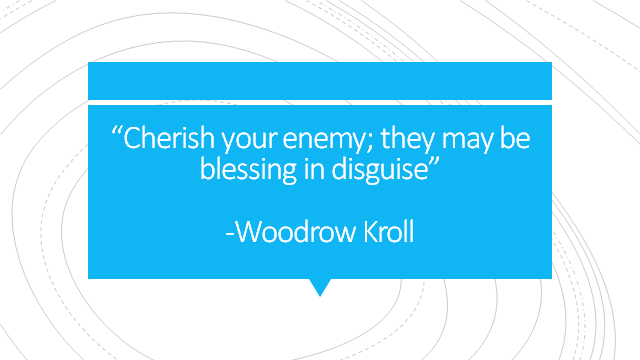 “Cherish your enemy; they may be
blessing in disguise”
-Woodrow Kroll